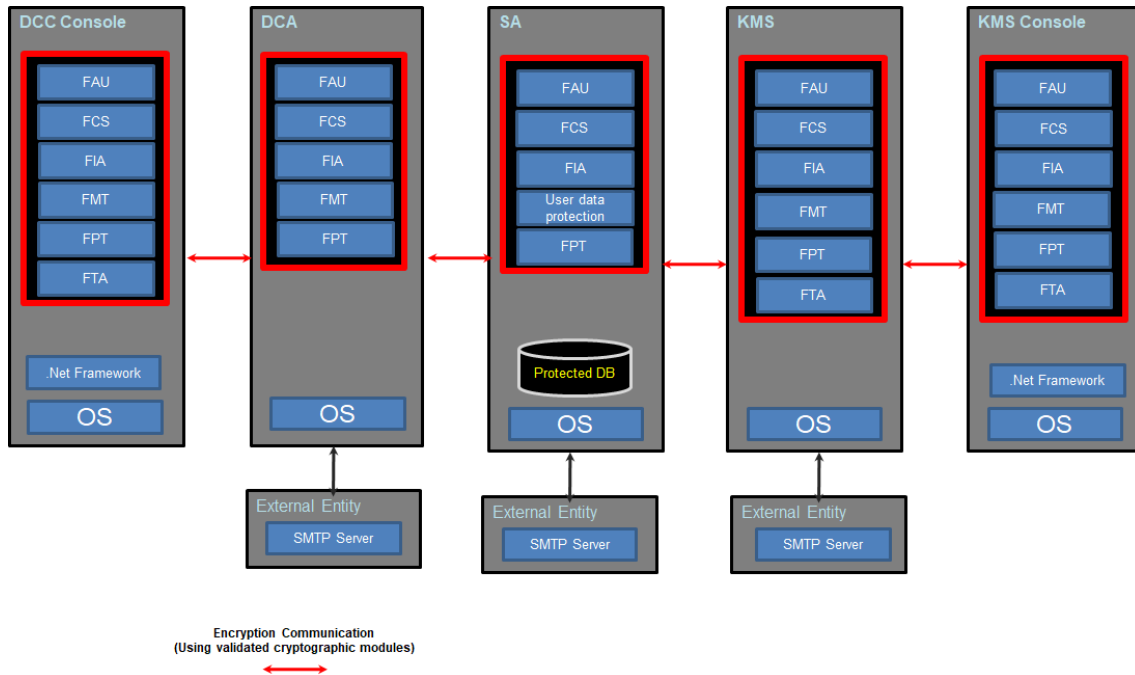 DCC Console
FAU
FCS
FIA
FMT
FPT
FTA
.Net Framework
OS
DCA
FAU
FCS
FIA
FMT
FPT
OS
External Entity
SMTP Server
SA
FAU
FCS
FIA
User data
protection
FPT
Protected DB
OS
External Entity
SMTP Server
KMS
FAU
FCS
FIA
FMT
FPT
FTA
OS
External Entity
SMTP Server
KMS Console
FAU
FCS
FIA
FMT
FPT
FTA
.Net Framework
OS
Encryption Communication
(Using validated cryptographic modules)